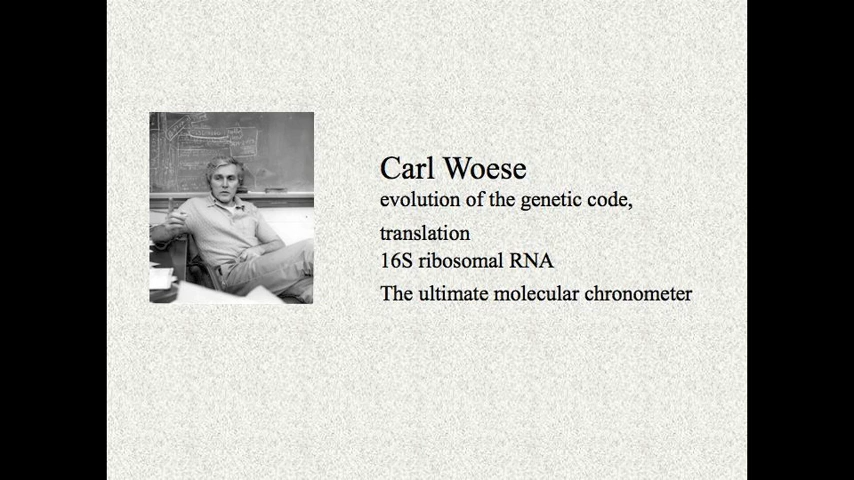 Carl Woese
evolution of the genetic code,
translation
16S ribosomal RNA
The ultimate molecular chronometer